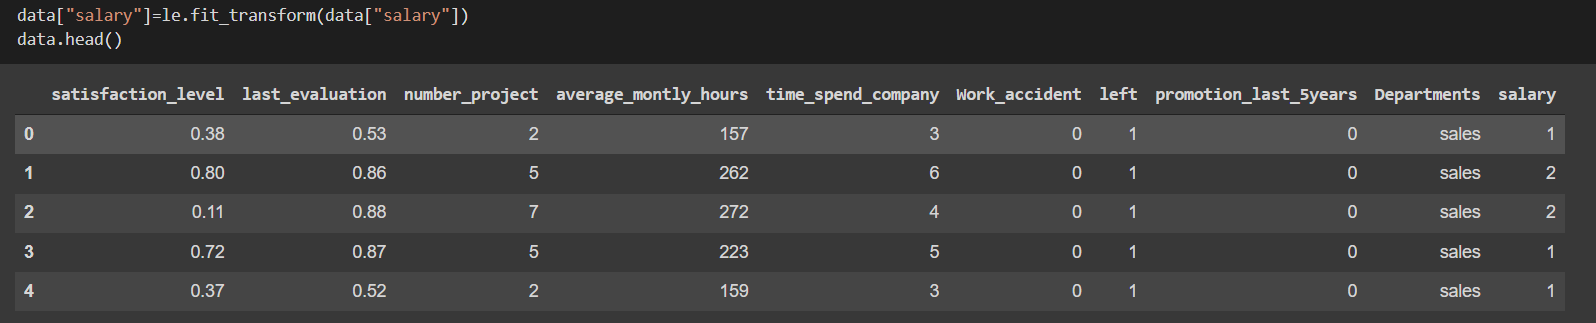 data["salary"]=le.fit_transform(data["salary"])
data.head()
satisfaction_level last_evaluation number_project average_montly_hours time_spend_company Work_accident left promotion_last_5years Departments salary
0 0.38 0.53 2 157 3 0 1 0 sales 1
1 0.80 0.86 5 262 6 0 1 0 sales 2
2 0.11 0.88 7 272 4 0 1 0 sales 2
3 0.72 0.87 5 223 5 0 1 0 sales 1
4 0.37 0.52 2 159 3 0 1 0 sales 1